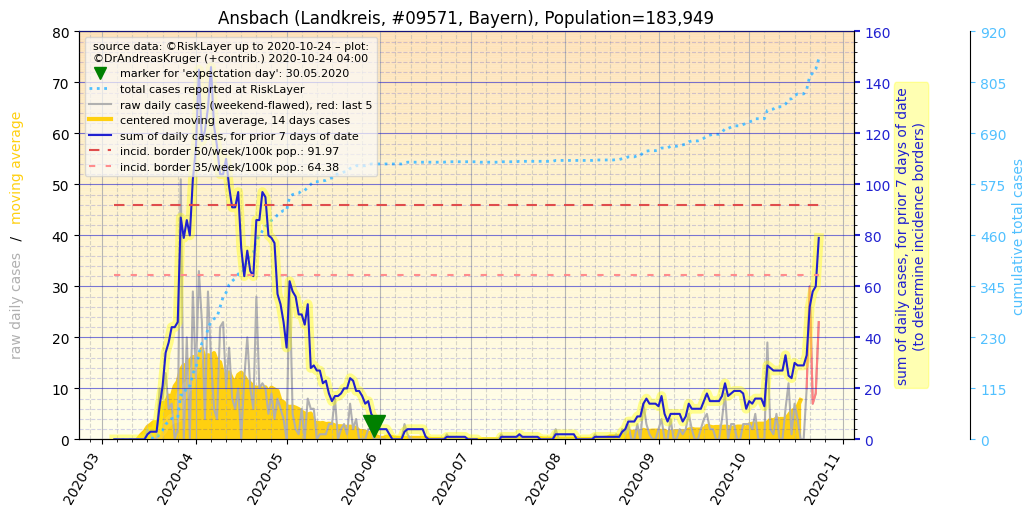 Ansbach (Landkreis, #09571, Bayern), Population=183,949
source data: ©RiskLayer up to 2020-10-24 – plot:
©DrAndreasKruger (+contrib.) 2020-10-24 04:00
marker for 'expectation day': 30.05.2020
total cases reported at RiskLayer
raw daily cases (weekend-flawed), red: last 5
centered moving average, 14 days cases
sum of daily cases, for prior 7 days of date
incid. border 50/week/100k pop.: 91.97
incid. border 35/week/100k pop.: 64.38
raw daily cases / moving average
80
70
60
50
40
30
20
10
0
160
140
120
100
80
60
40
20
0
sum of daily cases, for prior 7 days of date
(to determine incidence borders)
920
805
690
575
460
345
230
115
0
cumulative total cases
2020-03
2020-04
2020-05
2020-06
2020-07
2020-08
2020-09
2020-10
2020-11